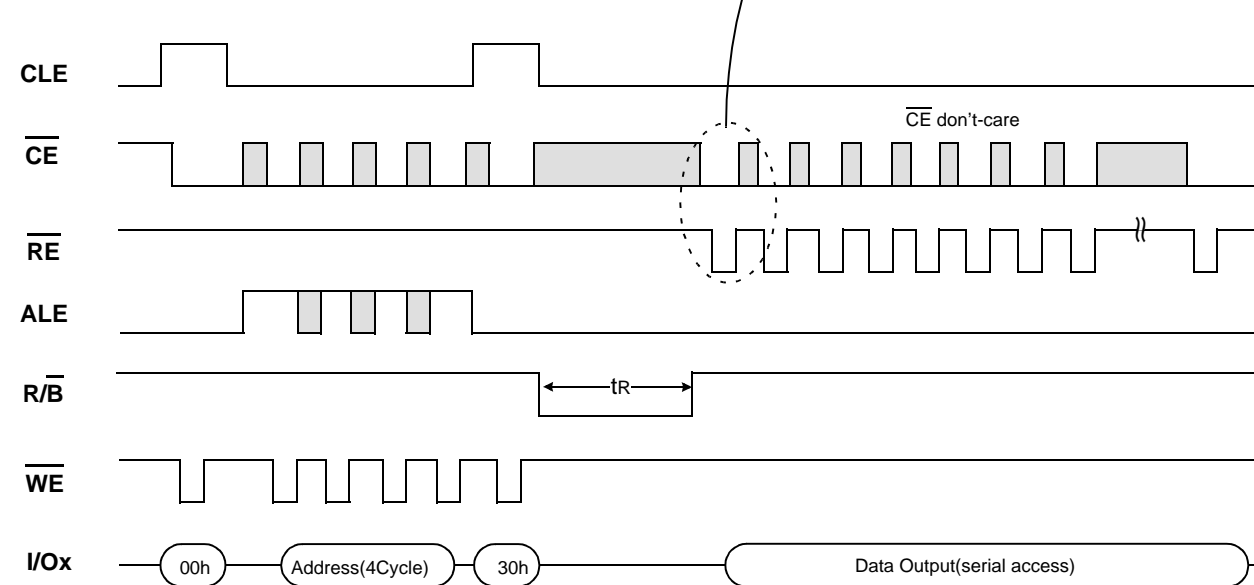 CLE
CE don't-care
CE
RE
ALE
R/B
tR
WE
I/Ox
00h
Address(4Cycle)
30h
Data Output(serial access)